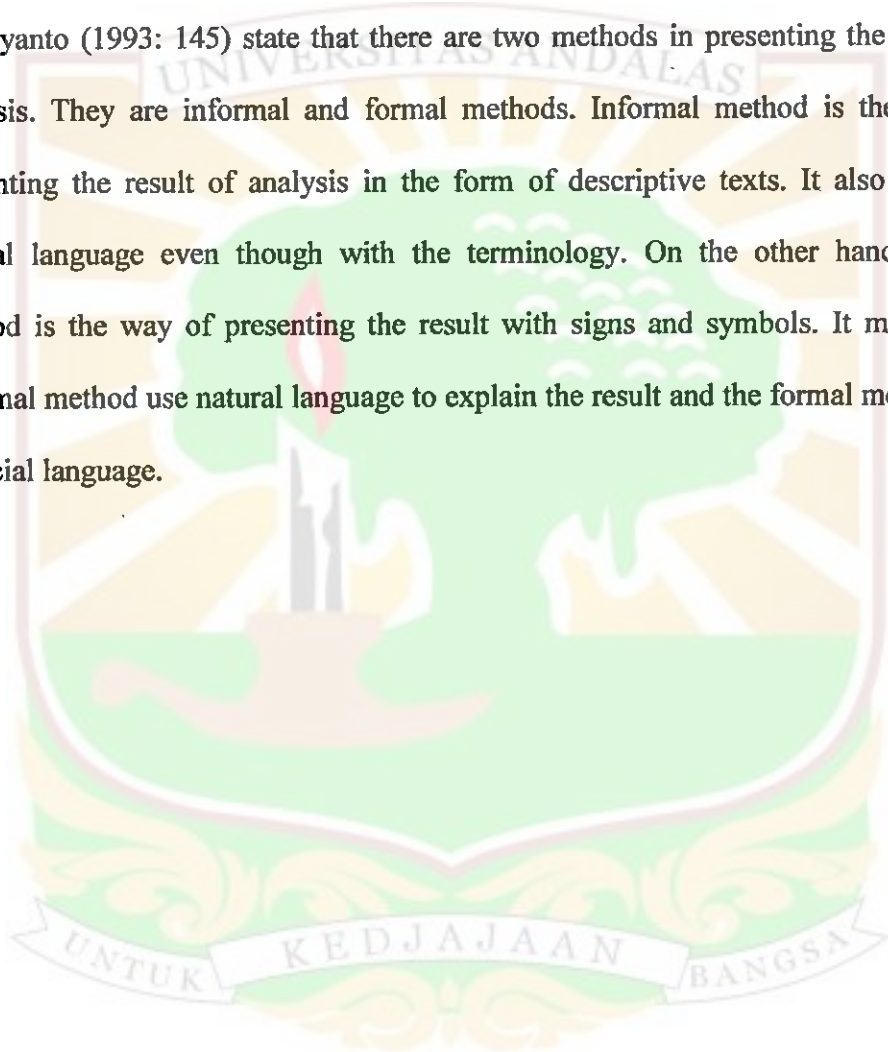 yanto (1993: 145) state that there are two methods in presenting the
UNIVERSITAS ANDALAS
sis. They are informal and formal methods. Informal method is the
nting the result of analysis in the form of descriptive texts. It also
al language even though with the terminology. On the other hand
od is the way of presenting the result with signs and symbols. It m
nal method use natural language to explain the result and the formal m
cial language.
UNTUK KEDJAJAAN BANGSA